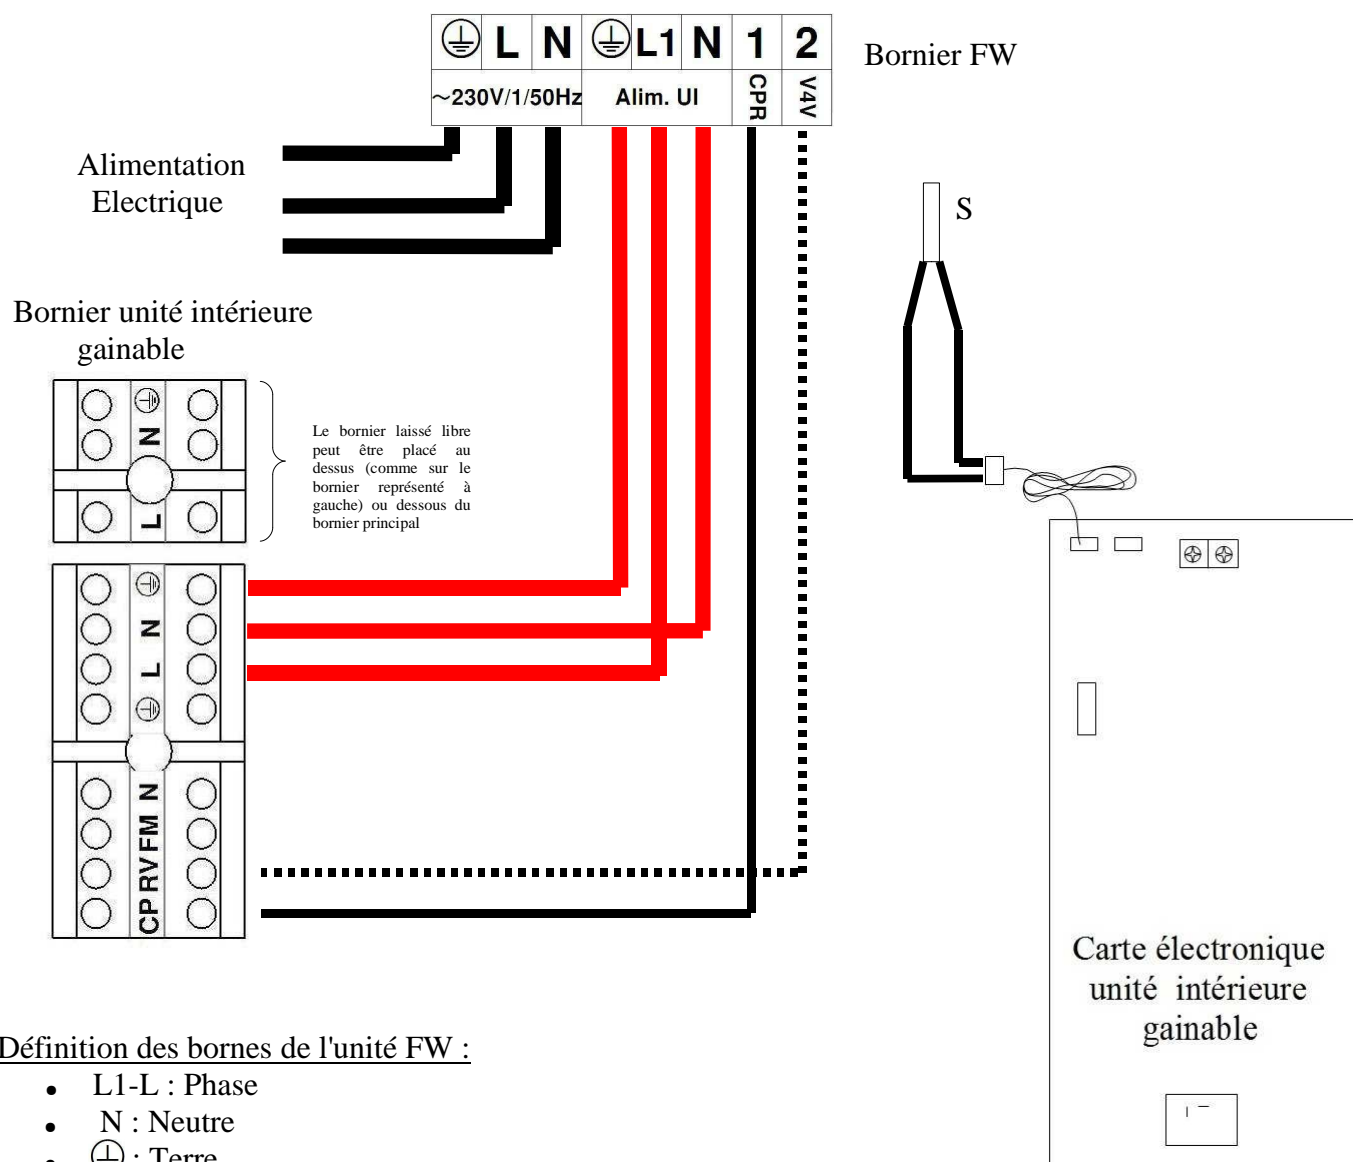 L N L1 N 1 2
Bornier FW
~230V/1/50Hz Alim. UI CPR V4V
Alimentation
Electrique
S
Bornier unité intérieure
gainable
N
L
Le bornier laissé libre
peut être placé au
dessus (comme sur le
bornier représenté à
gauche) ou dessous du
bornier principal
N
L
N
FM
RV
CP
Carte électronique
unité intérieure
gainable
Définition des bornes de l'unité FW :
• L1-L : Phase
• N : Neutre
• : Terre